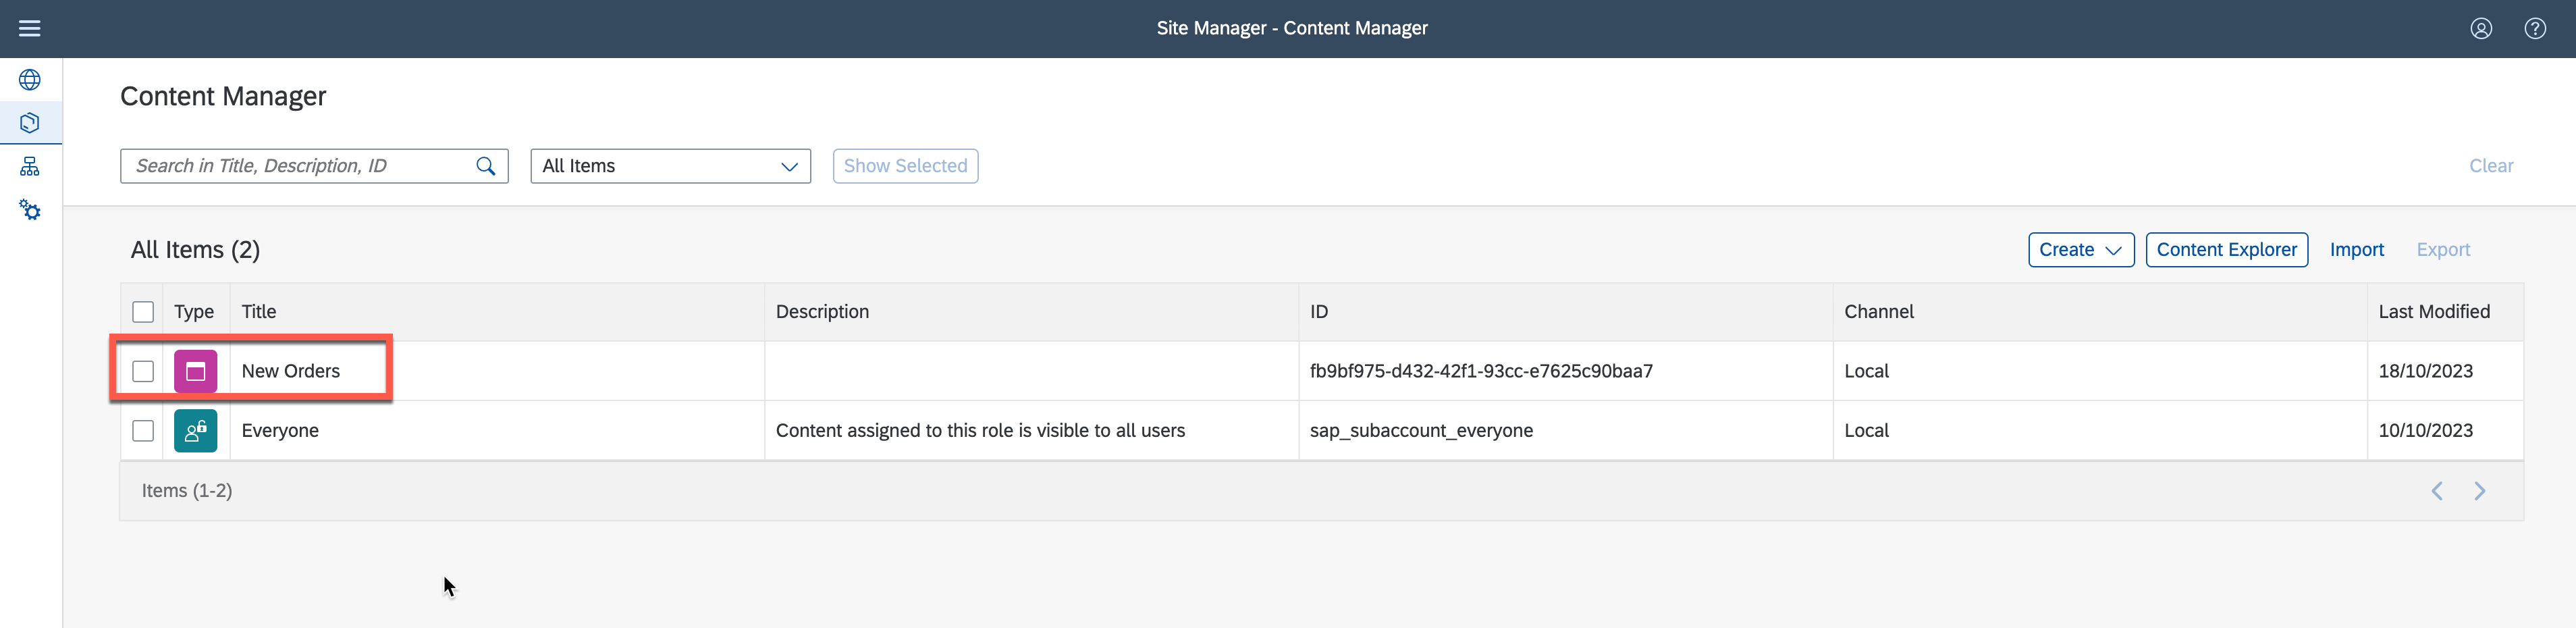 Site Manager - Content Manager
Content Manager
Search in Title, Description, ID All Items Show Selected Clear
All Items (2) Create Content Explorer Import Export
Type Title Description ID Channel Last Modified
New Orders fb9bf975-d432-42f1-93cc-e7625c90baa7 Local 18/10/2023
Everyone Content assigned to this role is visible to all users sap_subaccount_everyone Local 10/10/2023
Items (1-2)